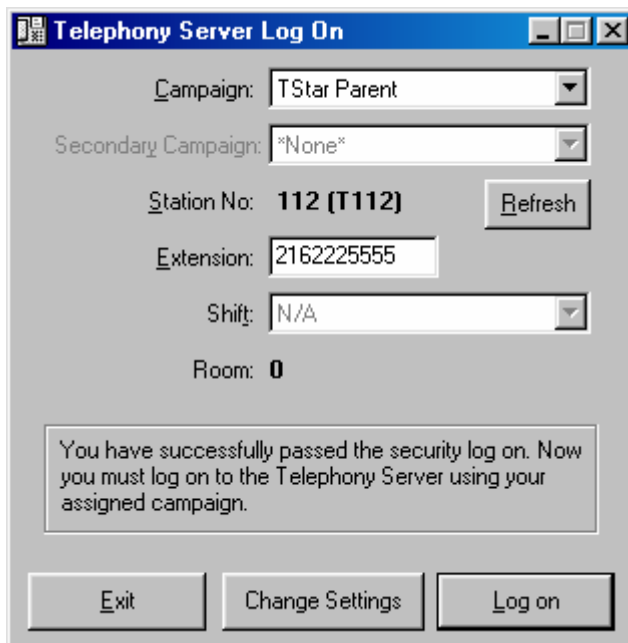 Telephony Server Log On
Campaign: TStar Parent
Secondary Campaign: *None*
Station No: 112 (T112) Refresh
Extension: 2162225555
Shift: N/A
Room: 0
You have successfully passed the security log on. Now
you must log on to the Telephony Server using your
assigned campaign.
Exit Change Settings Log on